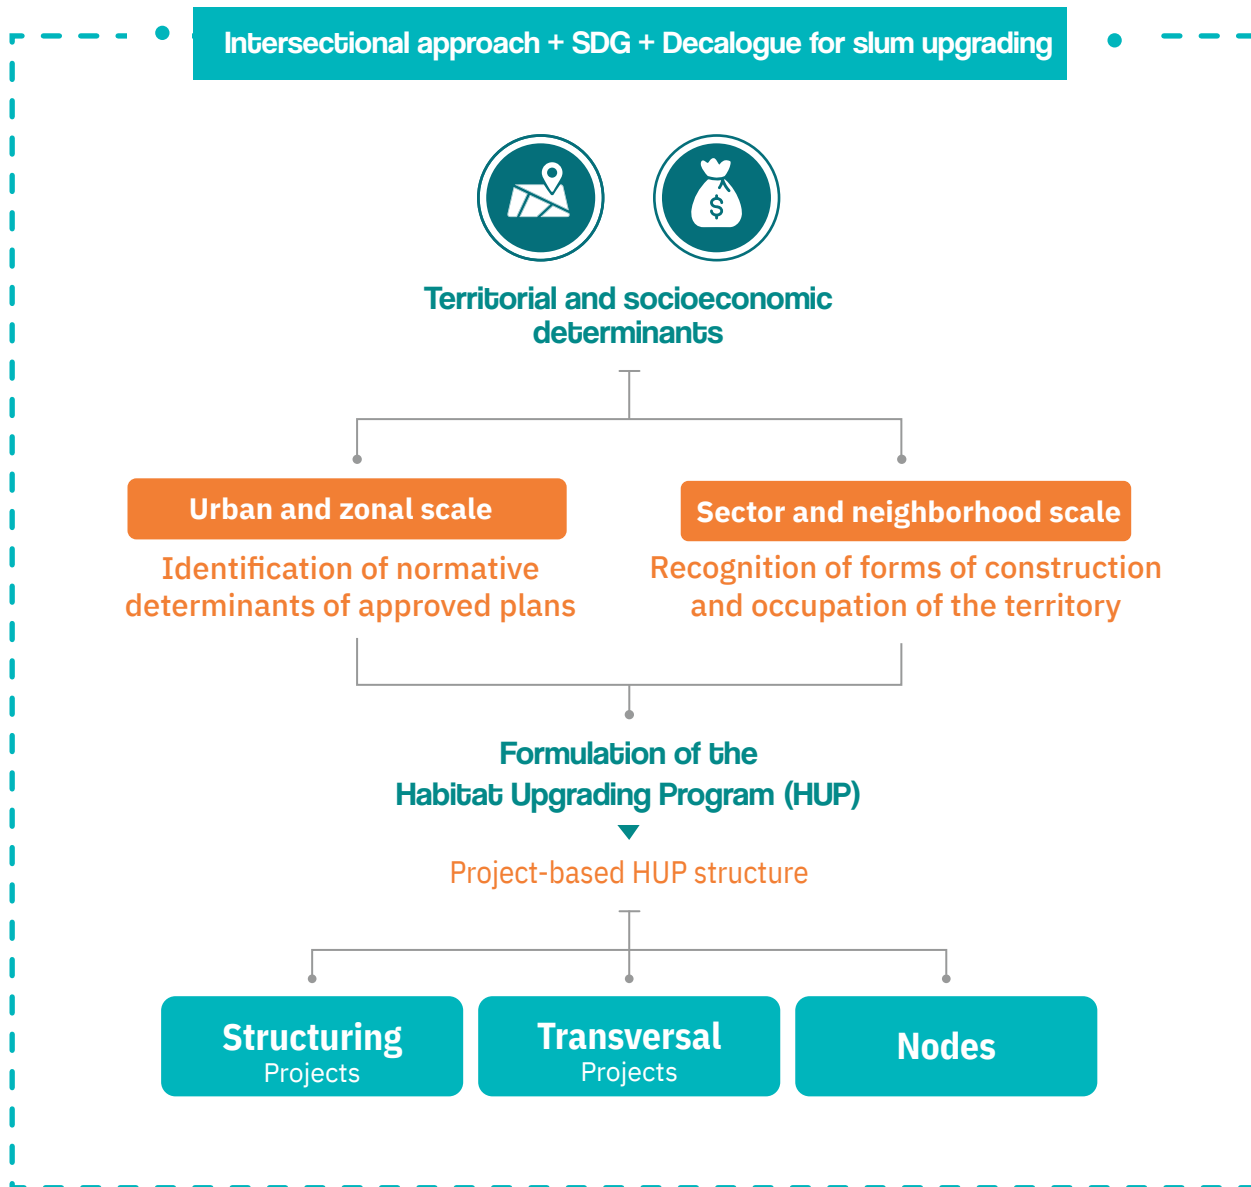 Intersectional approach + SDG + Decalogue for slum upgrading
$
Territorial and socioeconomic
determinants
Urban and zonal scale
Identification of normative
determinants of approved plans
Sector and neighborhood scale
Recognition of forms of construction
and occupation of the territory
Formulation of the
Habitat Upgrading Program (HUP)
Project-based HUP structure
Structuring
Projects
Transversal
Projects
Nodes